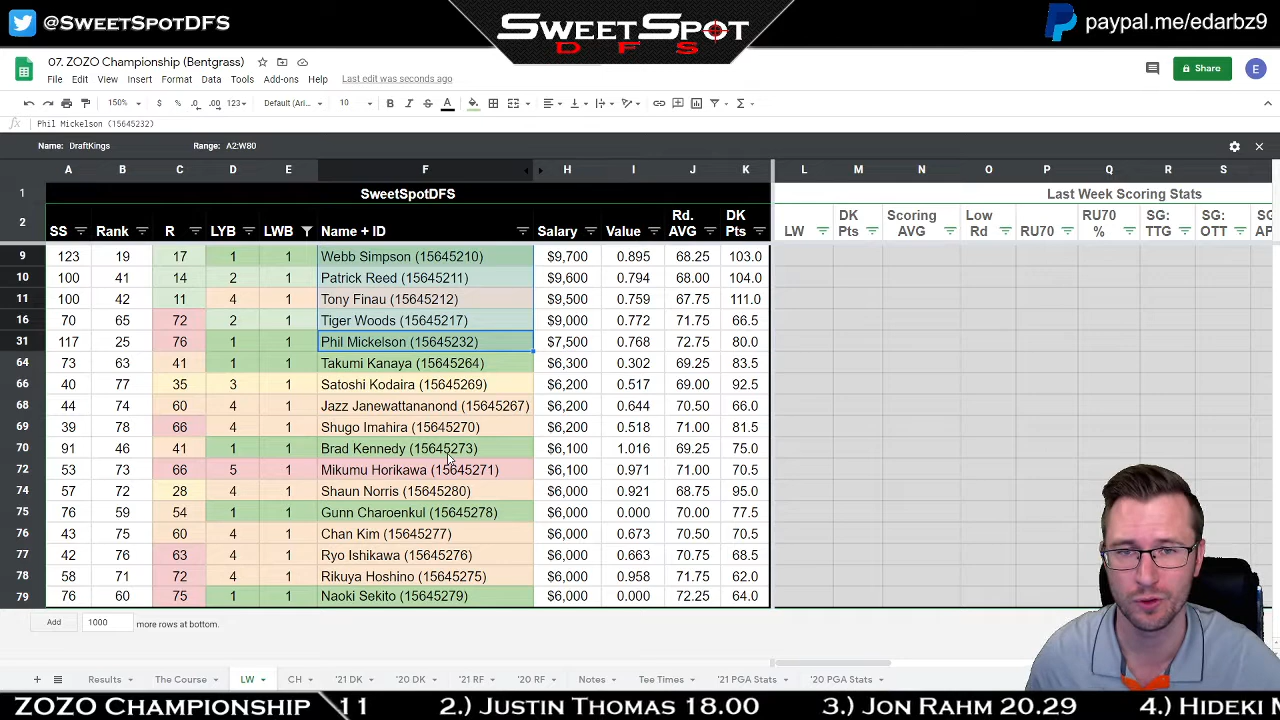 @SweetSpotDFS
SWEETSPOT
DFS
paypal.me/edarbz9
07. ZOZO Championship (Bentgrass)
File Edit View Insert Format Data Tools Add-ons Help Last edit was seconds ago
Share
E
150% $ % .0 .00 123 Default (Ari... 10 B I S A
fx Phil Mickelson (15645232)
Name: DraftKings Range: A2:W80
A B C D E F H I J K L M N O P Q R S
1 SweetSpotDFS Last Week Scoring Stats
2 SS Rank R LYB LWB Name + ID Salary Value Rd. AVG DK Pts LW DK Pts Scoring AVG Low Rd RU70 RU70 % SG: TTG SG: OTT
9 123 19 17 1 1 Webb Simpson (15645210) $9,700 0.895 68.25 103.0
10 100 41 14 2 1 Patrick Reed (15645211) $9,600 0.794 68.00 104.0
11 100 42 11 4 1 Tony Finau (15645212) $9,500 0.759 67.75 111.0
16 70 65 72 2 1 Tiger Woods (15645217) $9,000 0.772 71.75 66.5
31 117 25 76 1 1 Phil Mickelson (15645232) $7,500 0.768 72.75 80.0
64 73 63 41 1 1 Takumi Kanaya (15645264) $6,300 0.302 69.25 83.5
66 40 77 35 3 1 Satoshi Kodaira (15645269) $6,200 0.517 69.00 92.5
68 44 74 60 4 1 Jazz Janewattananond (15645267) $6,200 0.644 70.50 66.0
69 39 78 66 4 1 Shugo Imahira (15645270) $6,200 0.518 71.00 81.5
70 91 46 41 1 1 Brad Kennedy (15645273) $6,100 1.016 69.25 75.0
72 53 73 66 5 1 Mikumu Horikawa (15645271) $6,100 0.971 71.00 70.5
74 57 72 28 4 1 Shaun Norris (15645280) $6,000 0.921 68.75 95.0
75 76 59 54 1 1 Gunn Charoenkul (15645278) $6,000 0.000 70.00 77.5
76 43 75 60 4 1 Chan Kim (15645277) $6,000 0.673 70.50 70.5
77 42 76 63 4 1 Ryo Ishikawa (15645276) $6,000 0.663 70.75 68.5
78 58 71 72 4 1 Rikuya Hoshino (15645275) $6,000 0.958 71.75 62.0
79 76 60 75 1 1 Naoki Sekito (15645279) $6,000 0.000 72.25 64.0
Add 1000 more rows at bottom.
Results The Course LW CH '21 DK '20 DK '21 RF '20 RF Notes Tee Times '21 PGA Stats '20 PGA Stats
ZOZO CHAMPIONSHIP 11 2.) JUSTIN THOMAS 18.00 3.) JON RAHM 20.29 4.) HIDEKI